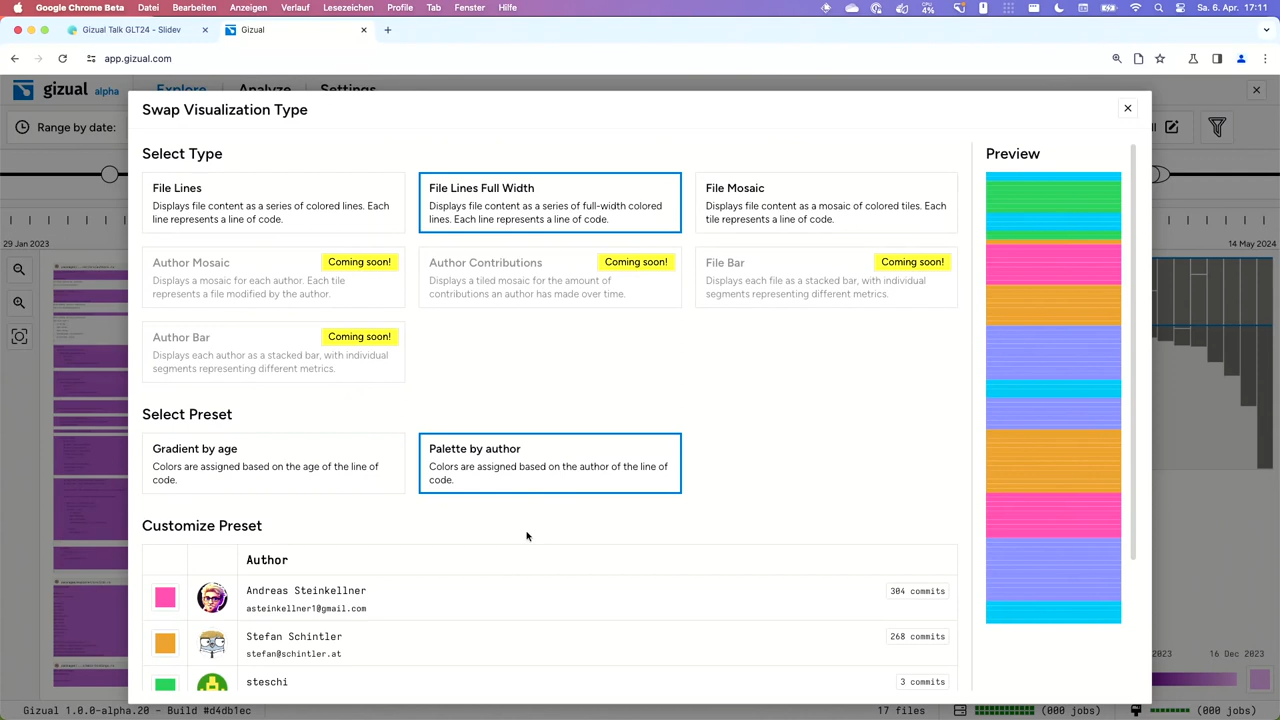 Chrome Ablage Bearbeiten Anzeigen Verlauf Lesezeichen Profile Tab Fenster Hilfe
Sa. 6. Apr. 17:11
Gizual Talk GLT24 - Slidev
Gizual
app.gizual.com
gizual alpha
Explore
Analyze
Settings
Range by date:
29 Jan 2023
14 May 2024
Swap Visualization Type
Select Type
File Lines
Displays file content as a series of colored lines. Each
line represents a line of code.
File Lines Full Width
Displays file content as a series of full-width colored
lines. Each line represents a line of code.
File Mosaic
Displays file content as a mosaic of colored tiles. Each
tile represents a line of code.
Author Mosaic
Coming soon!
Displays a mosaic for each author. Each tile
represents a file modified by the author.
Author Contributions
Coming soon!
Displays a tiled mosaic for the amount of
contributions an author has made over time.
File Bar
Coming soon!
Displays each file as a stacked bar, with individual
segments representing different metrics.
Author Bar
Coming soon!
Displays each author as a stacked bar, with individual
segments representing different metrics.
Select Preset
Gradient by age
Colors are assigned based on the age of the line of
code.
Palette by author
Colors are assigned based on the author of the line of
code.
Customize Preset
Author
Andreas Steinkellner
304 commits
asteinkellner1@gmail.com
Stefan Schintler
268 commits
stefan@schintler.at
steschi
3 commits
Preview
2023
16 Dec 2023
Gizual 1.0.0-alpha.20 - Build #d4db1ec
17 files
(000 jobs)
(000 jobs)